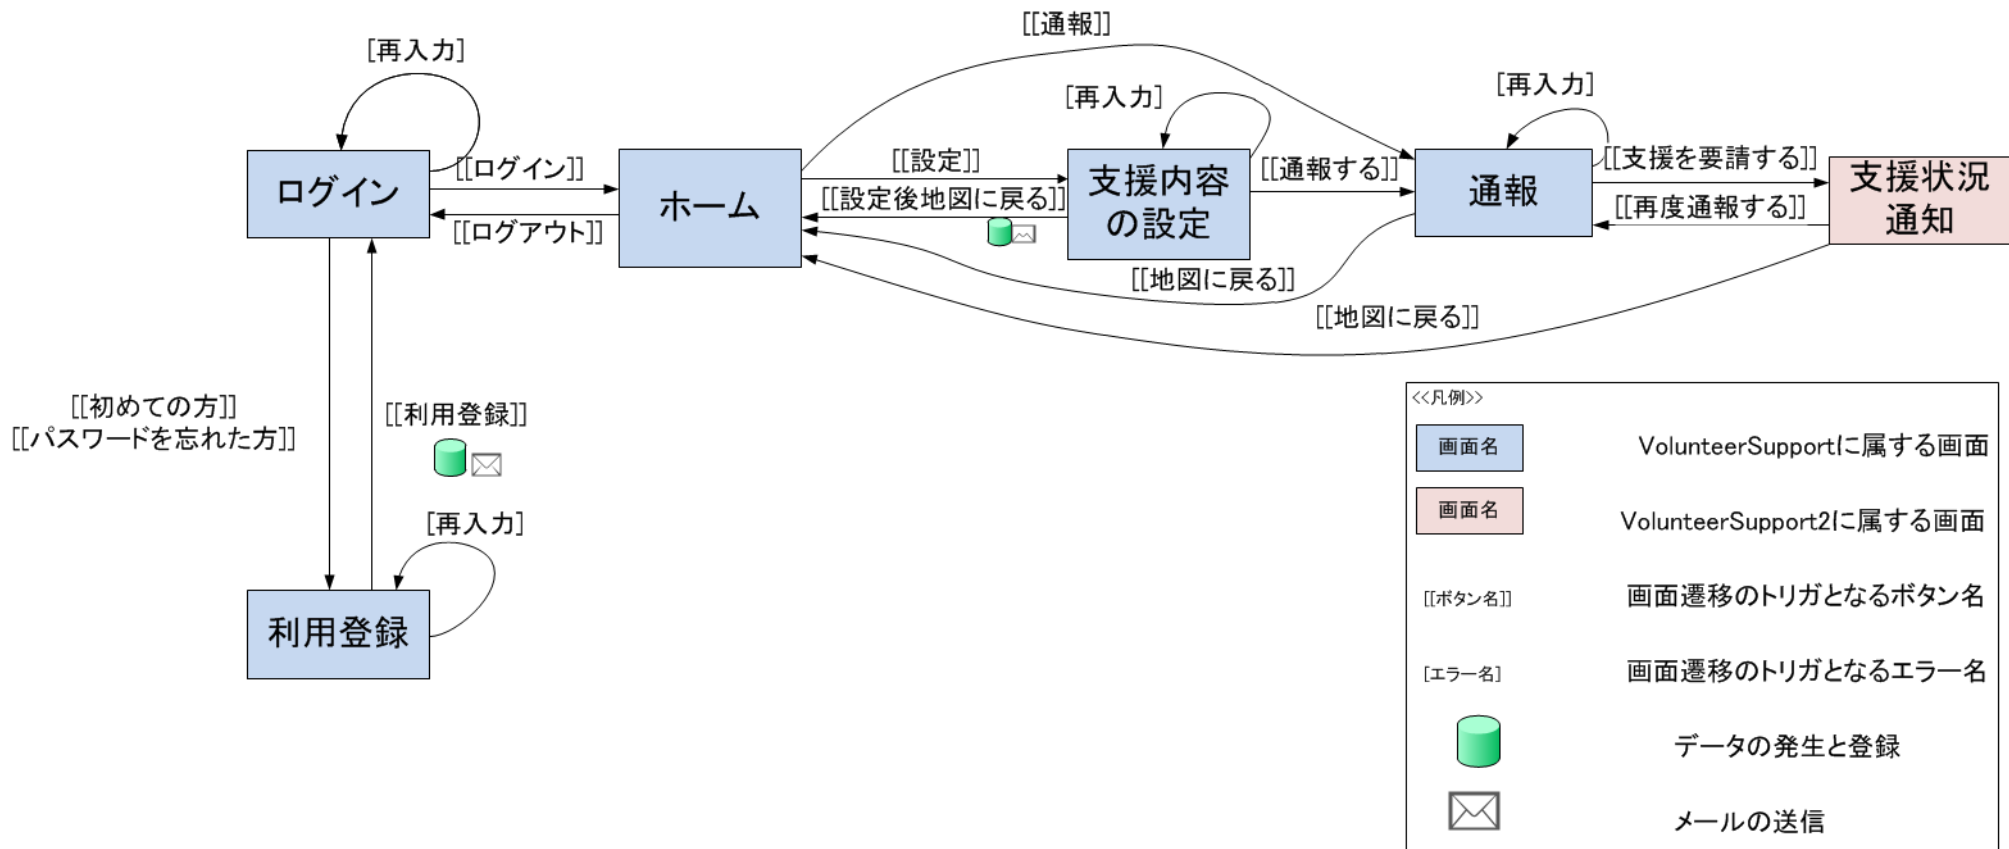 [[通報]]
[再入力]
[再入力]
[再入力]
ログイン
[[ログイン]]
[[ログアウト]]
ホーム
[[設定]]
[[設定後地図に戻る]]
支援内容
の設定
[[通報する]]
通報
[[支援を要請する]]
[[再度通報する]]
支援状況
通知
[[地図に戻る]]
[[地図に戻る]]
[[初めての方]]
[[パスワードを忘れた方]]
[[利用登録]]
[再入力]
利用登録
<<凡例>>
画面名 VolunteerSupportに属する画面
画面名 VolunteerSupport2に属する画面
[[ボタン名]] 画面遷移のトリガとなるボタン名
[エラー名] 画面遷移のトリガとなるエラー名
データの発生と登録
メールの送信